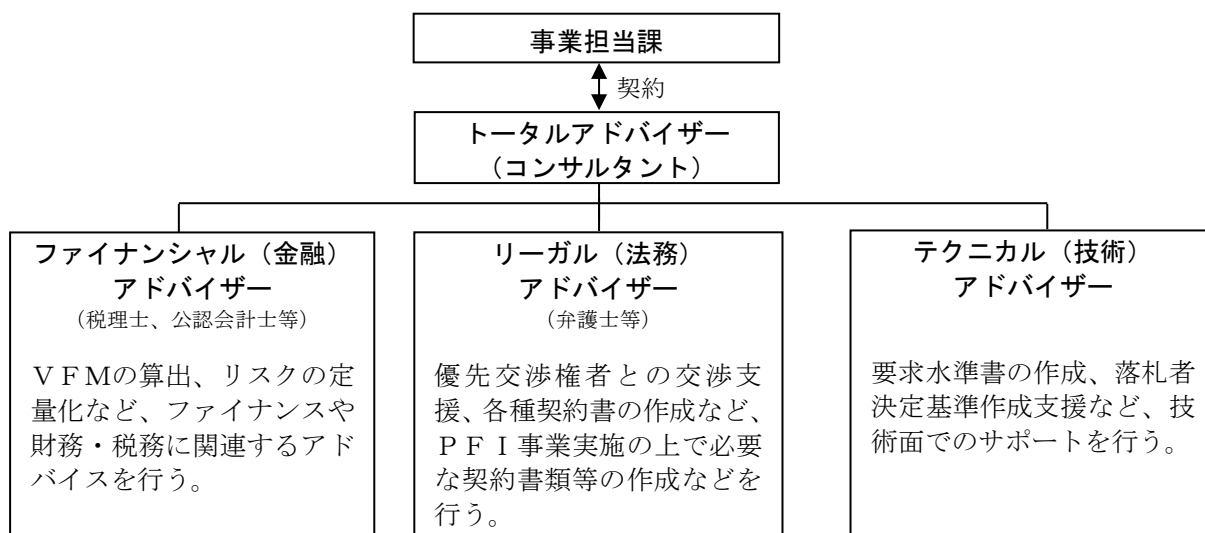 事業担当課
契約
トータルアドバイザー
(コンサルタント)
ファイナンシャル(金融)
アドバイザー
(税理士、公認会計士等)
VFMの算出、リスクの定
量化など、ファイナンスや
財務・税務に関連するアド
バイスを行う。
リーガル(法務)
アドバイザー
(弁護士等)
優先交渉権者との交渉支
援、各種契約書の作成など、
PFI事業実施の上で必要
な契約書類等の作成などを
行う。
テクニカル(技術)
アドバイザー
要求水準書の作成、落札者
決定基準作成支援など、技
術面でのサポートを行う。